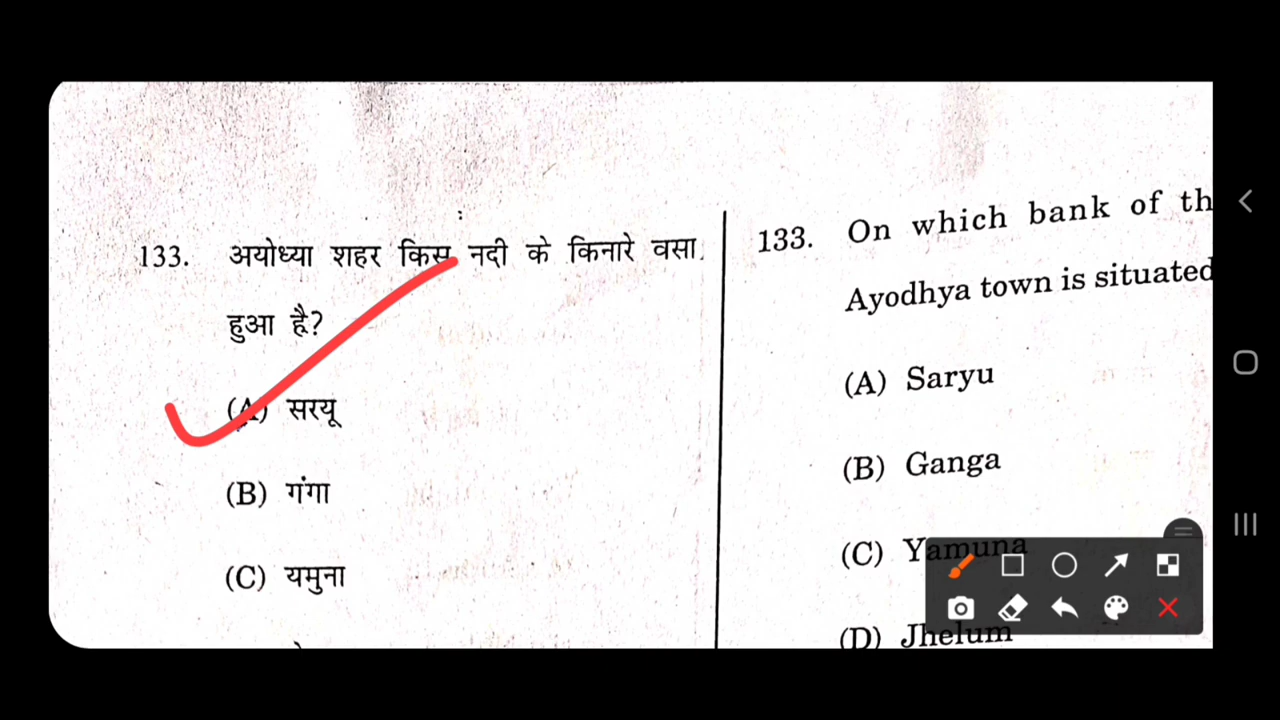 133. अयोध्या शहर किस नदी के किनारे वसा
हुआ है?
(A) सरयू
(B) गंगा
(C) यमुना
133. On which bank of th
Ayodhya town is situated
(A) Saryu
(B) Ganga
(C) Yamuna
(D) Jhelum